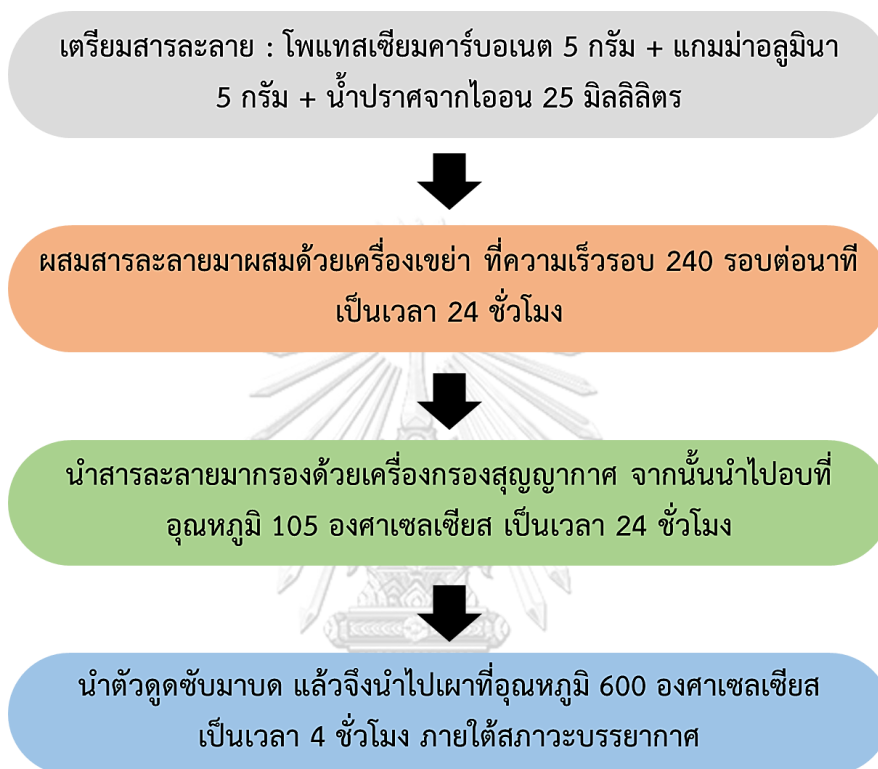 เตรียมสารละลาย : โพแทสเซียมคาร์บอเนต 5 กรัม + แกมม่าอลูมินา
5 กรัม + น้ำปราศจากไอออน 25 มิลลิลิตร
ผสมสารละลายมาผสมด้วยเครื่องเขย่า ที่ความเร็วรอบ 240 รอบต่อนาที
เป็นเวลา 24 ชั่วโมง
นำสารละลายมากรองด้วยเครื่องกรองสุญญากาศ จากนั้นนำไปอบที่
อุณหภูมิ 105 องศาเซลเซียส เป็นเวลา 24 ชั่วโมง
นำตัวดูดซับมาบด แล้วจึงนำไปเผาที่อุณหภูมิ 600 องศาเซลเซียส
เป็นเวลา 4 ชั่วโมง ภายใต้สภาวะบรรยากาศ